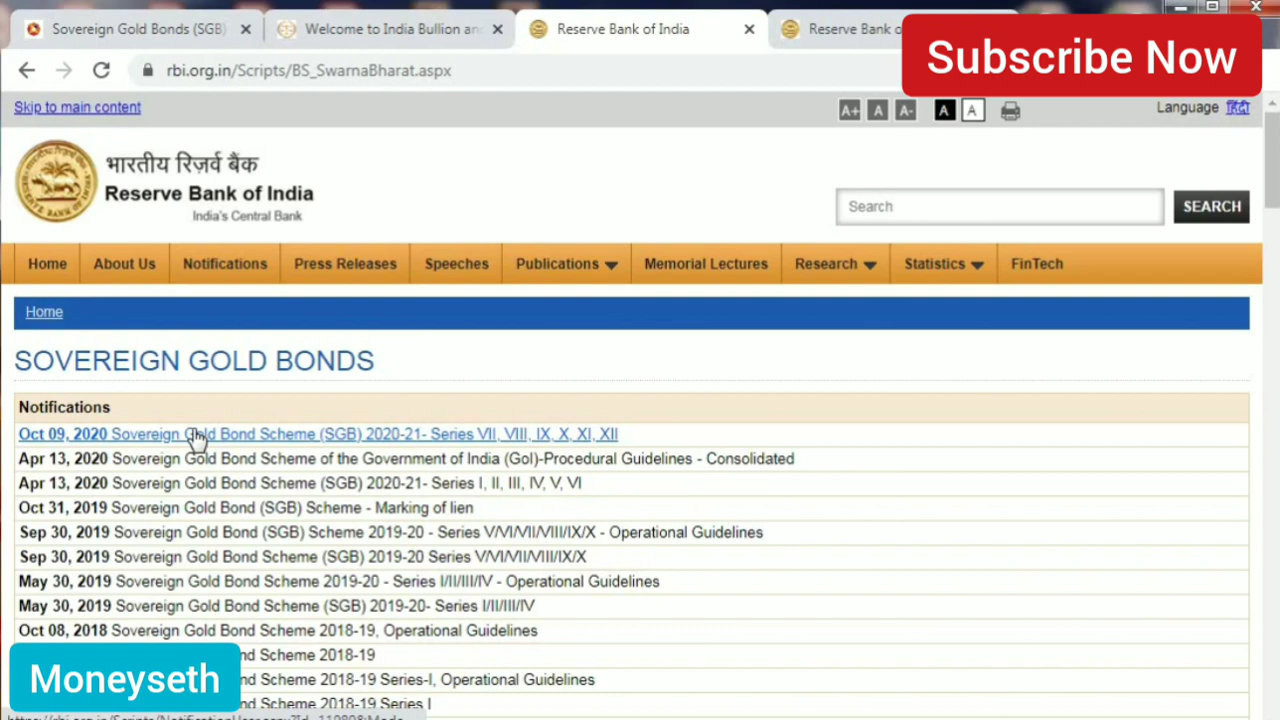 Sovereign Gold Bonds (SGB)
Welcome to India Bullion an
Reserve Bank of India
Reserve Bank o
Subscribe Now
rbi.org.in/Scripts/BS_SwarnaBharat.aspx
Skip to main content
A+ A A- A A
Language हिंदी
भारतीय रिज़र्व बैंक
Reserve Bank of India
India's Central Bank
Search
SEARCH
Home About Us Notifications Press Releases Speeches Publications Memorial Lectures Research Statistics FinTech
Home
SOVEREIGN GOLD BONDS
Notifications
Oct 09, 2020 Sovereign Gold Bond Scheme (SGB) 2020-21- Series VII, VIII, IX, X, XI, XII
Apr 13, 2020 Sovereign Gold Bond Scheme of the Government of India (GoI)-Procedural Guidelines - Consolidated
Apr 13, 2020 Sovereign Gold Bond Scheme (SGB) 2020-21- Series I, II, III, IV, V, VI
Oct 31, 2019 Sovereign Gold Bond (SGB) Scheme - Marking of lien
Sep 30, 2019 Sovereign Gold Bond (SGB) Scheme 2019-20 - Series V/VI/VII/VIII/IX/X - Operational Guidelines
Sep 30, 2019 Sovereign Gold Bond Scheme (SGB) 2019-20 Series V/VI/VII/VIII/IX/X
May 30, 2019 Sovereign Gold Bond Scheme 2019-20 - Series I/II/III/IV - Operational Guidelines
May 30, 2019 Sovereign Gold Bond Scheme (SGB) 2019-20- Series I/II/III/IV
Oct 08, 2018 Sovereign Gold Bond Scheme 2018-19, Operational Guidelines
nd Scheme 2018-19
nd Scheme 2018-19 Series-I, Operational Guidelines
nd Scheme 2018-19 Series I
Moneyseth